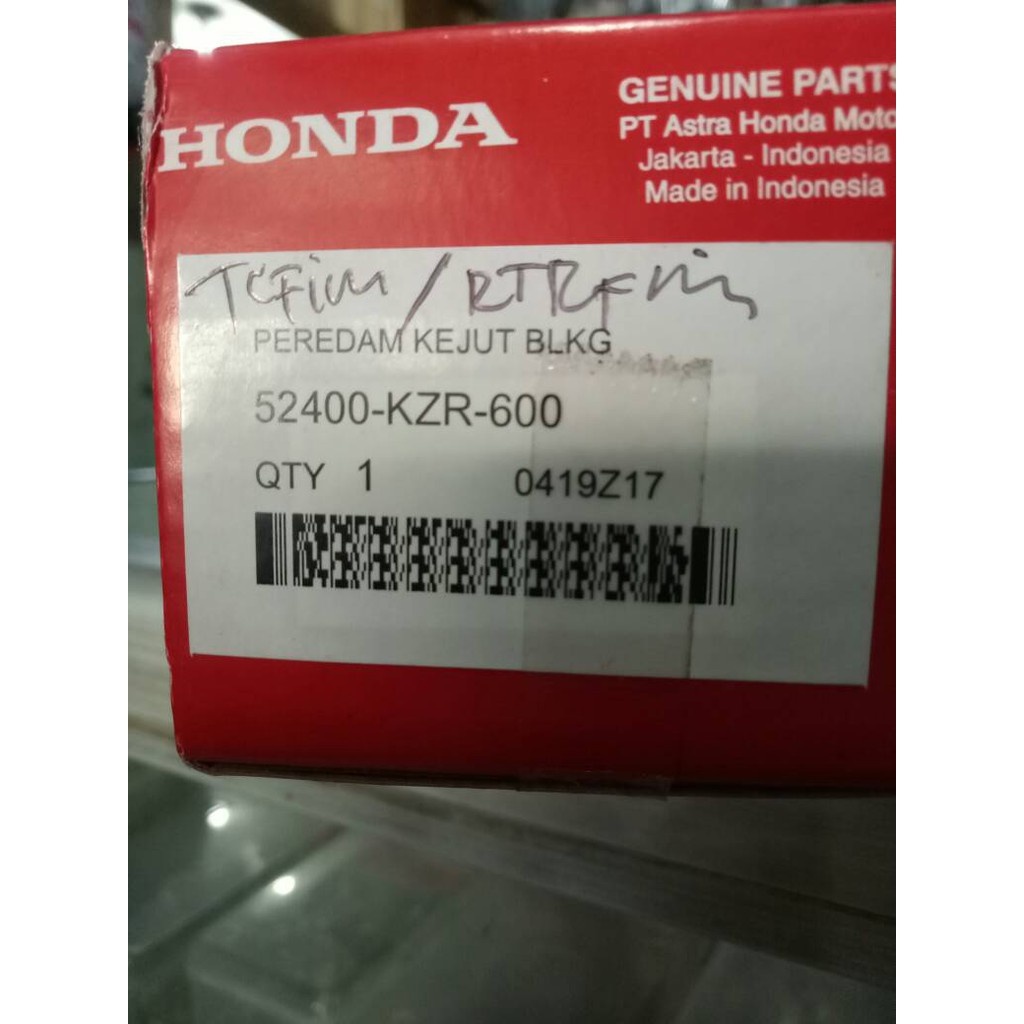 HONDA
GENUINE PARTS
PT Astra Honda Moto
Jakarta - Indonesia
Made in Indonesia
PEREDAM KEJUT BLKG
52400-KZR-600
QTY 1 0419Z17